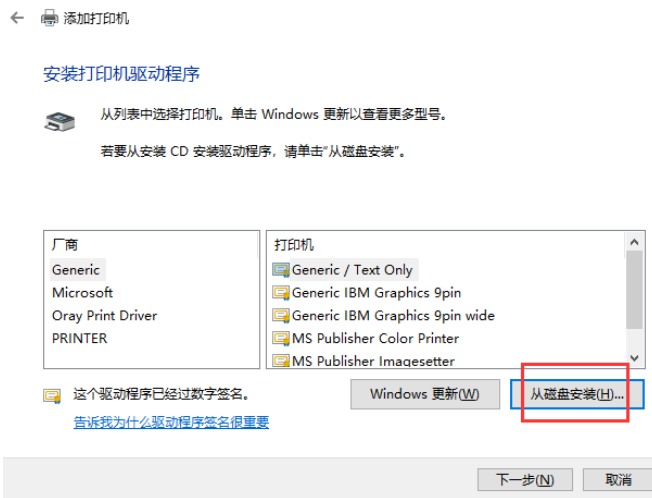 添加打印机
安装打印机驱动程序
从列表中选择打印机。单击 Windows 更新以查看更多型号。
若要从安装 CD 安装驱动程序，请单击“从磁盘安装”。
厂商
Generic
Microsoft
Oray Print Driver
PRINTER
打印机
Generic / Text Only
Generic IBM Graphics 9pin
Generic IBM Graphics 9pin wide
MS Publisher Color Printer
MS Publisher Imagesetter
这个驱动程序已经过数字签名。
Windows 更新(W)
从磁盘安装(H)...
告诉我为什么驱动程序签名很重要
下一步(N)
取消